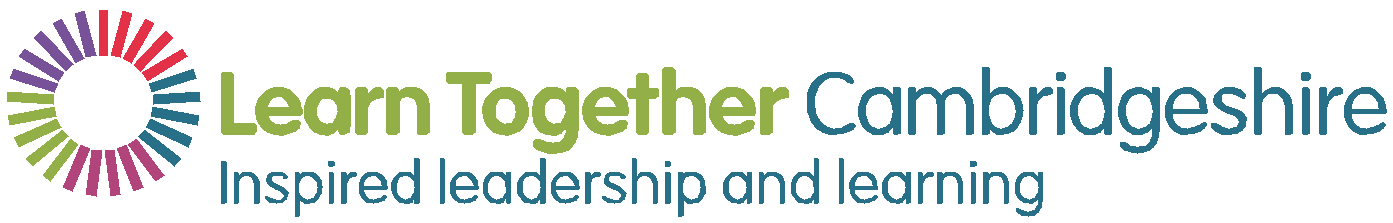 Learn Together Cambridgeshire
Inspired leadership and learning